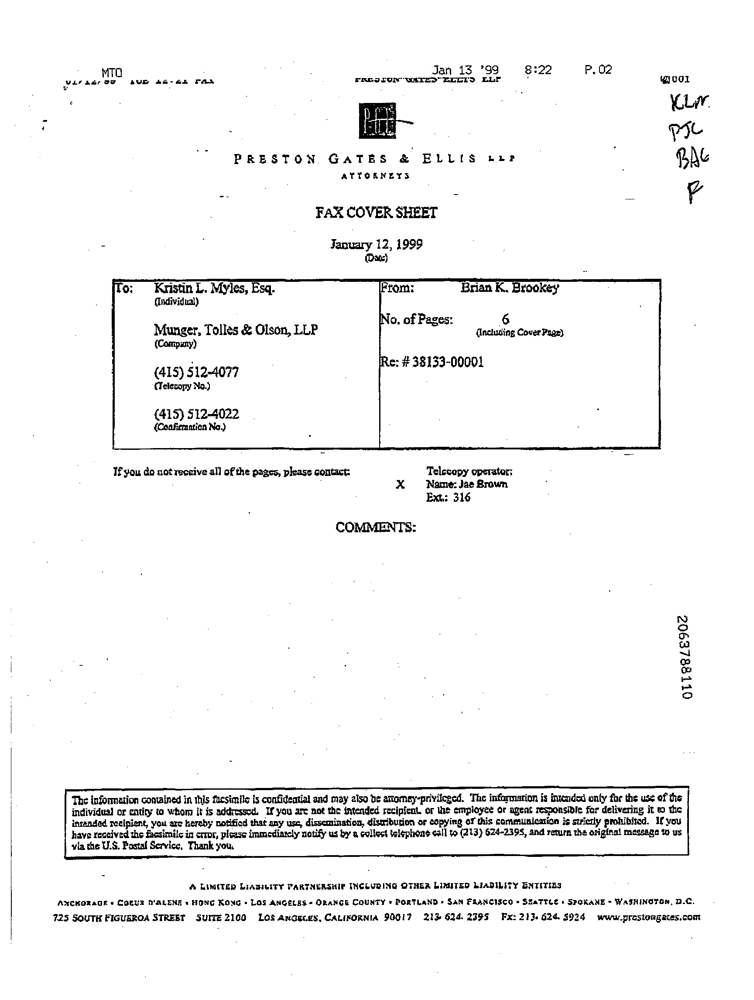 MTO Jan 13 '99 8:22 P.02
PRESTON GATES ELLIS LLP 001
KLM
PJC
BAG
PRESTON GATES & ELLIS LLP
ATTORNEYS
FAX COVER SHEET
January 12, 1999
(Date)
To: Kristin L. Myles, Esq.
(Individual)
Munger, Tolles & Olson, LLP
(Company)
(415) 512-4077
(Telecopy No.)
(415) 512-4022
(Confirmation No.)
From: Brian K. Brookey
No. of Pages: 6
(Including Cover Page)
Re: # 38133-00001
If you do not receive all of the pages, please contact:
Telecopy operator:
X Name: Jae Brown
Ext.: 316
COMMENTS:
2063788110
The information contained in this facsimile is confidential and may also be attorney-privileged. The information is intended only for the use of the
individual or entity to whom it is addressed. If you are not the intended recipient, or the employee or agent responsible for delivering it to the
intended recipient, you are hereby notified that any use, dissemination, distribution or copying of this communication is strictly prohibited. If you
have received the facsimile in error, please immediately notify us by a collect telephone call to (213) 624-2395, and return the original message to us
via the U.S. Postal Service. Thank you.
A LIMITED LIABILITY PARTNERSHIP INCLUDING OTHER LIMITED LIABILITY ENTITIES
ANCHORAGE • COEUR D'ALENE • HONG KONG • LOS ANGELES • ORANGE COUNTY • PORTLAND • SAN FRANCISCO • SEATTLE • SPOKANE • WASHINGTON, D.C.
725 SOUTH FIGUEROA STREET SUITE 2100 LOS ANGELES, CALIFORNIA 90017 213-624-2395 FX: 213-624-5924 www.prestongates.com